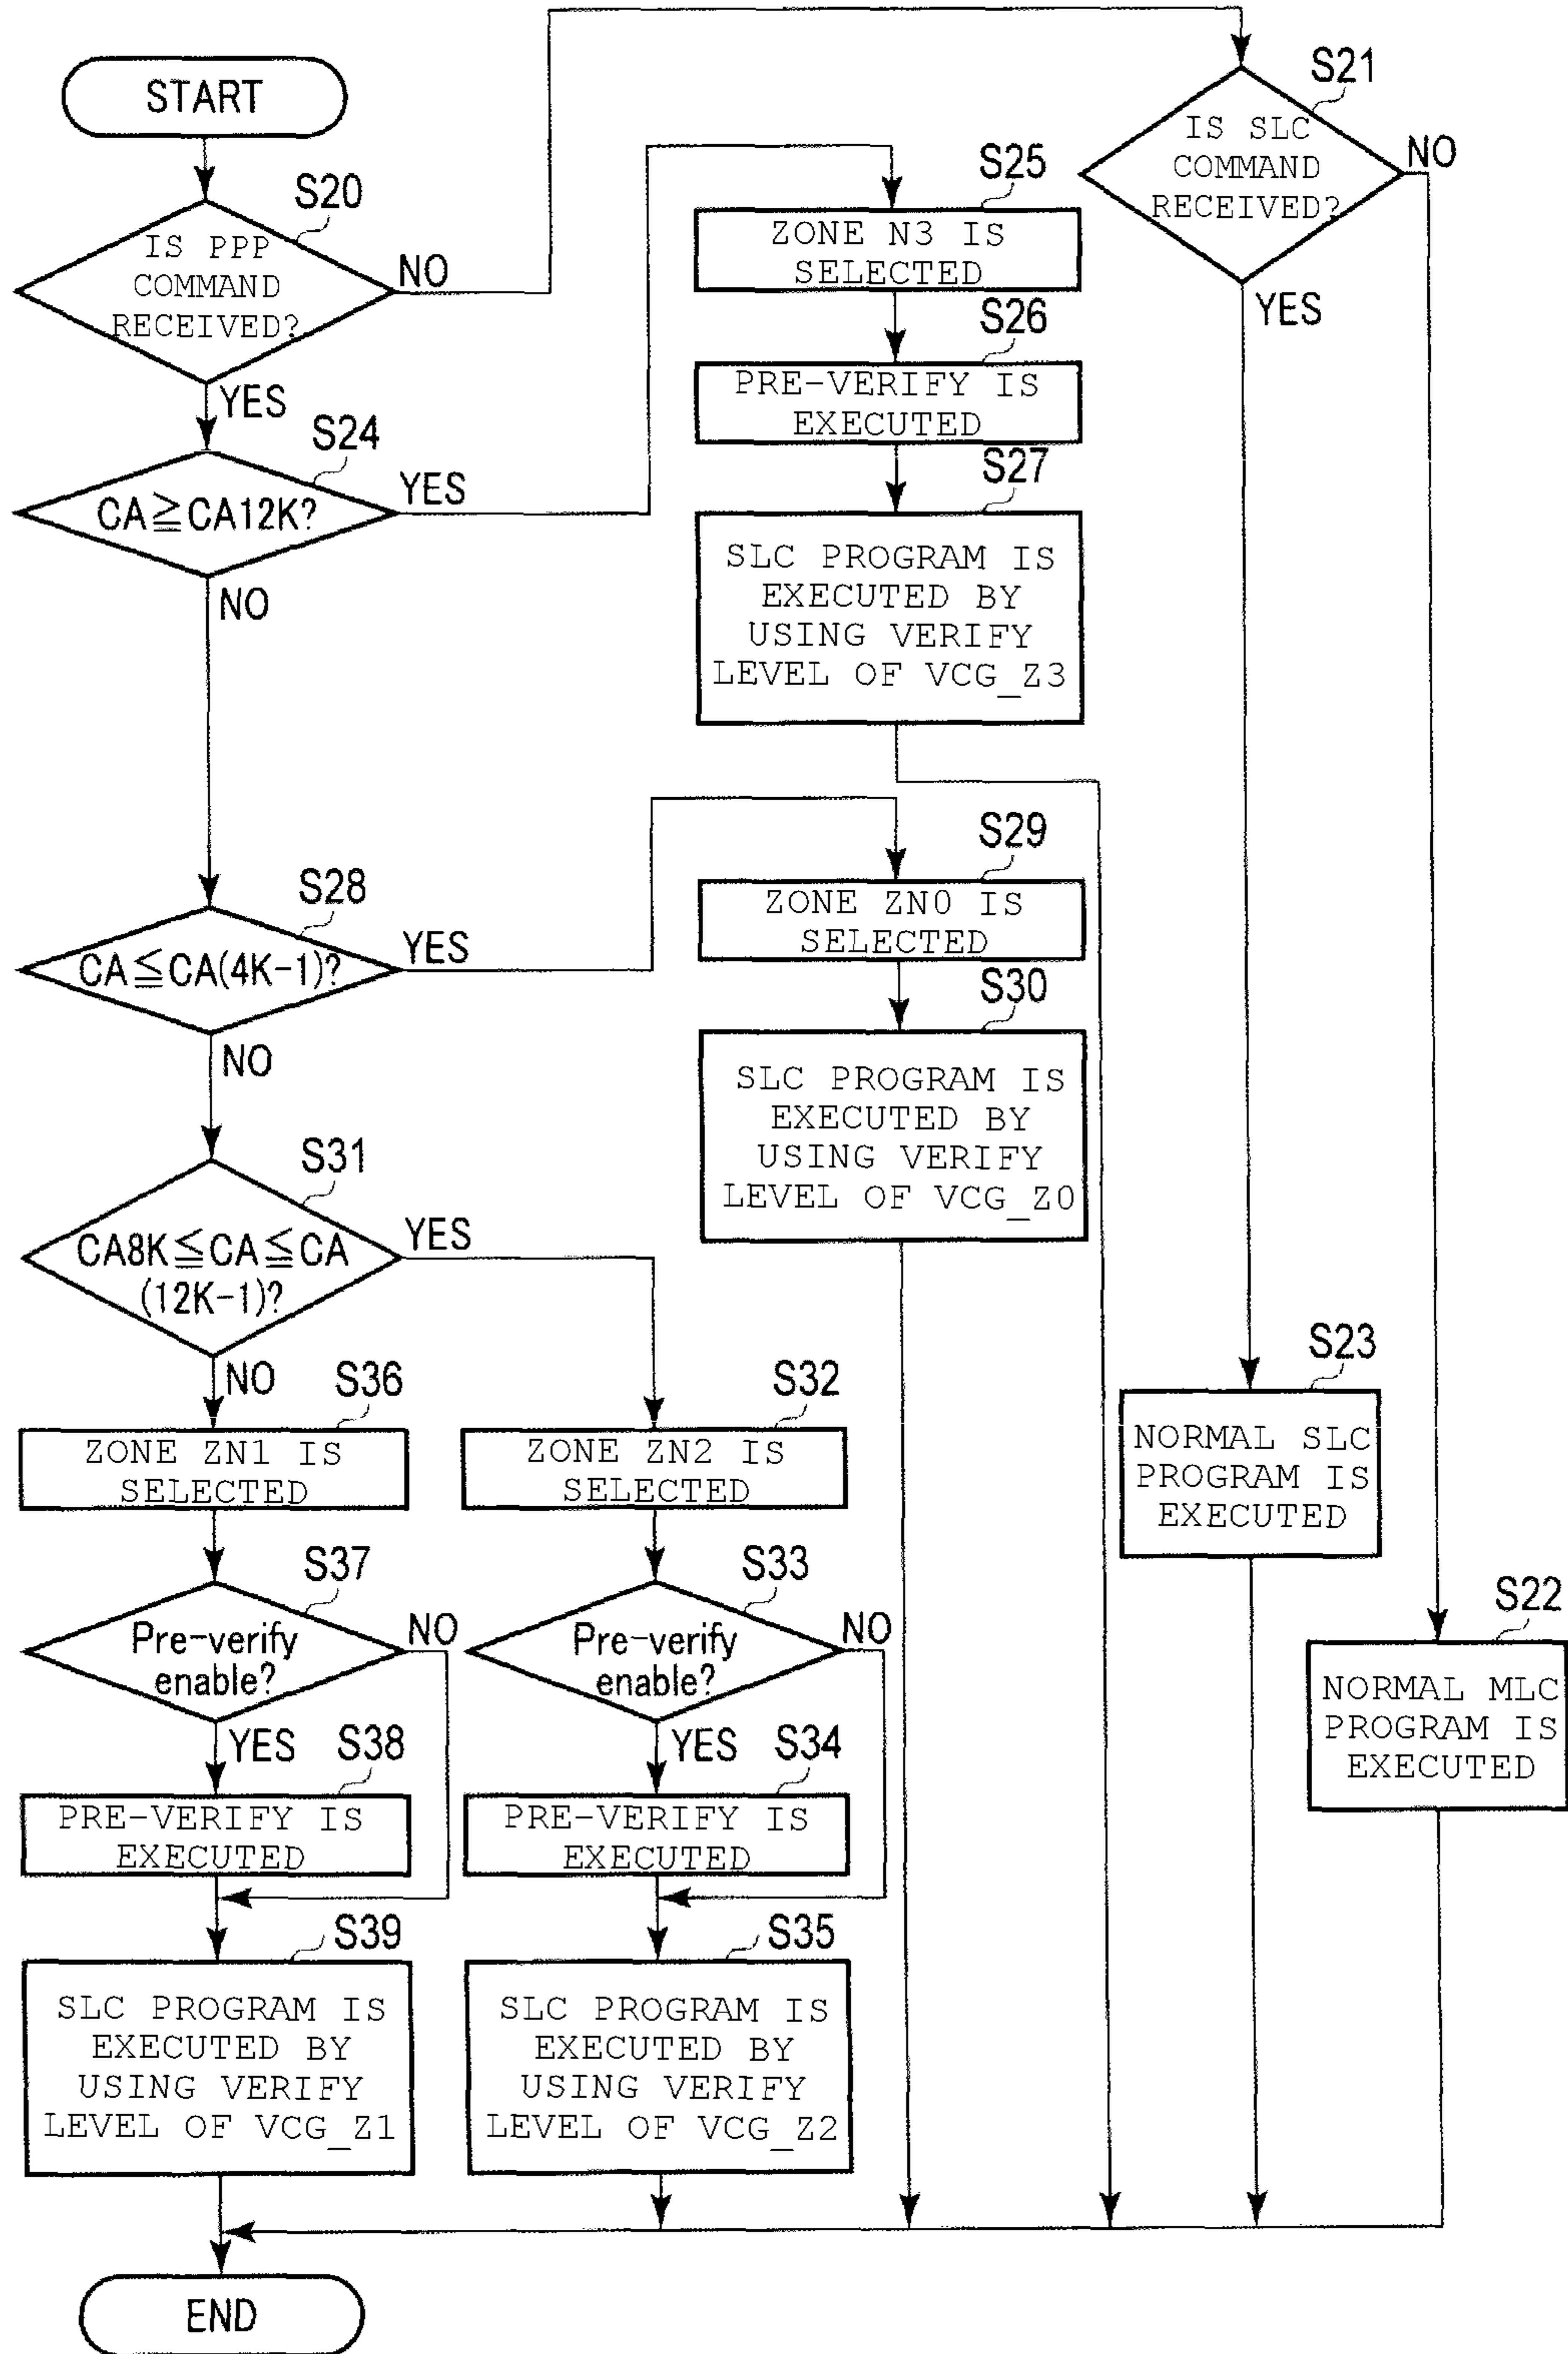 START
S20
IS PPP
COMMAND
RECEIVED?
NO
YES
S21
IS SLC
COMMAND
RECEIVED?
NO
YES
S24
CA≧CA12K?
YES
NO
S25
ZONE N3 IS
SELECTED
S26
PRE-VERIFY IS
EXECUTED
S27
SLC PROGRAM IS
EXECUTED BY
USING VERIFY
LEVEL OF VCG_Z3
S28
CA≦CA(4K-1)?
YES
NO
S29
ZONE ZN0 IS
SELECTED
S30
SLC PROGRAM IS
EXECUTED BY
USING VERIFY
LEVEL OF VCG_Z0
S31
CA8K≦CA≦CA
(12K-1)?
YES
NO
S36
ZONE ZN1 IS
SELECTED
S32
ZONE ZN2 IS
SELECTED
S23
NORMAL SLC
PROGRAM IS
EXECUTED
S37
Pre-verify
enable?
NO
YES
S33
Pre-verify
enable?
NO
YES
S22
NORMAL MLC
PROGRAM IS
EXECUTED
S38
PRE-VERIFY IS
EXECUTED
S34
PRE-VERIFY IS
EXECUTED
S39
SLC PROGRAM IS
EXECUTED BY
USING VERIFY
LEVEL OF VCG_Z1
S35
SLC PROGRAM IS
EXECUTED BY
USING VERIFY
LEVEL OF VCG_Z2
END